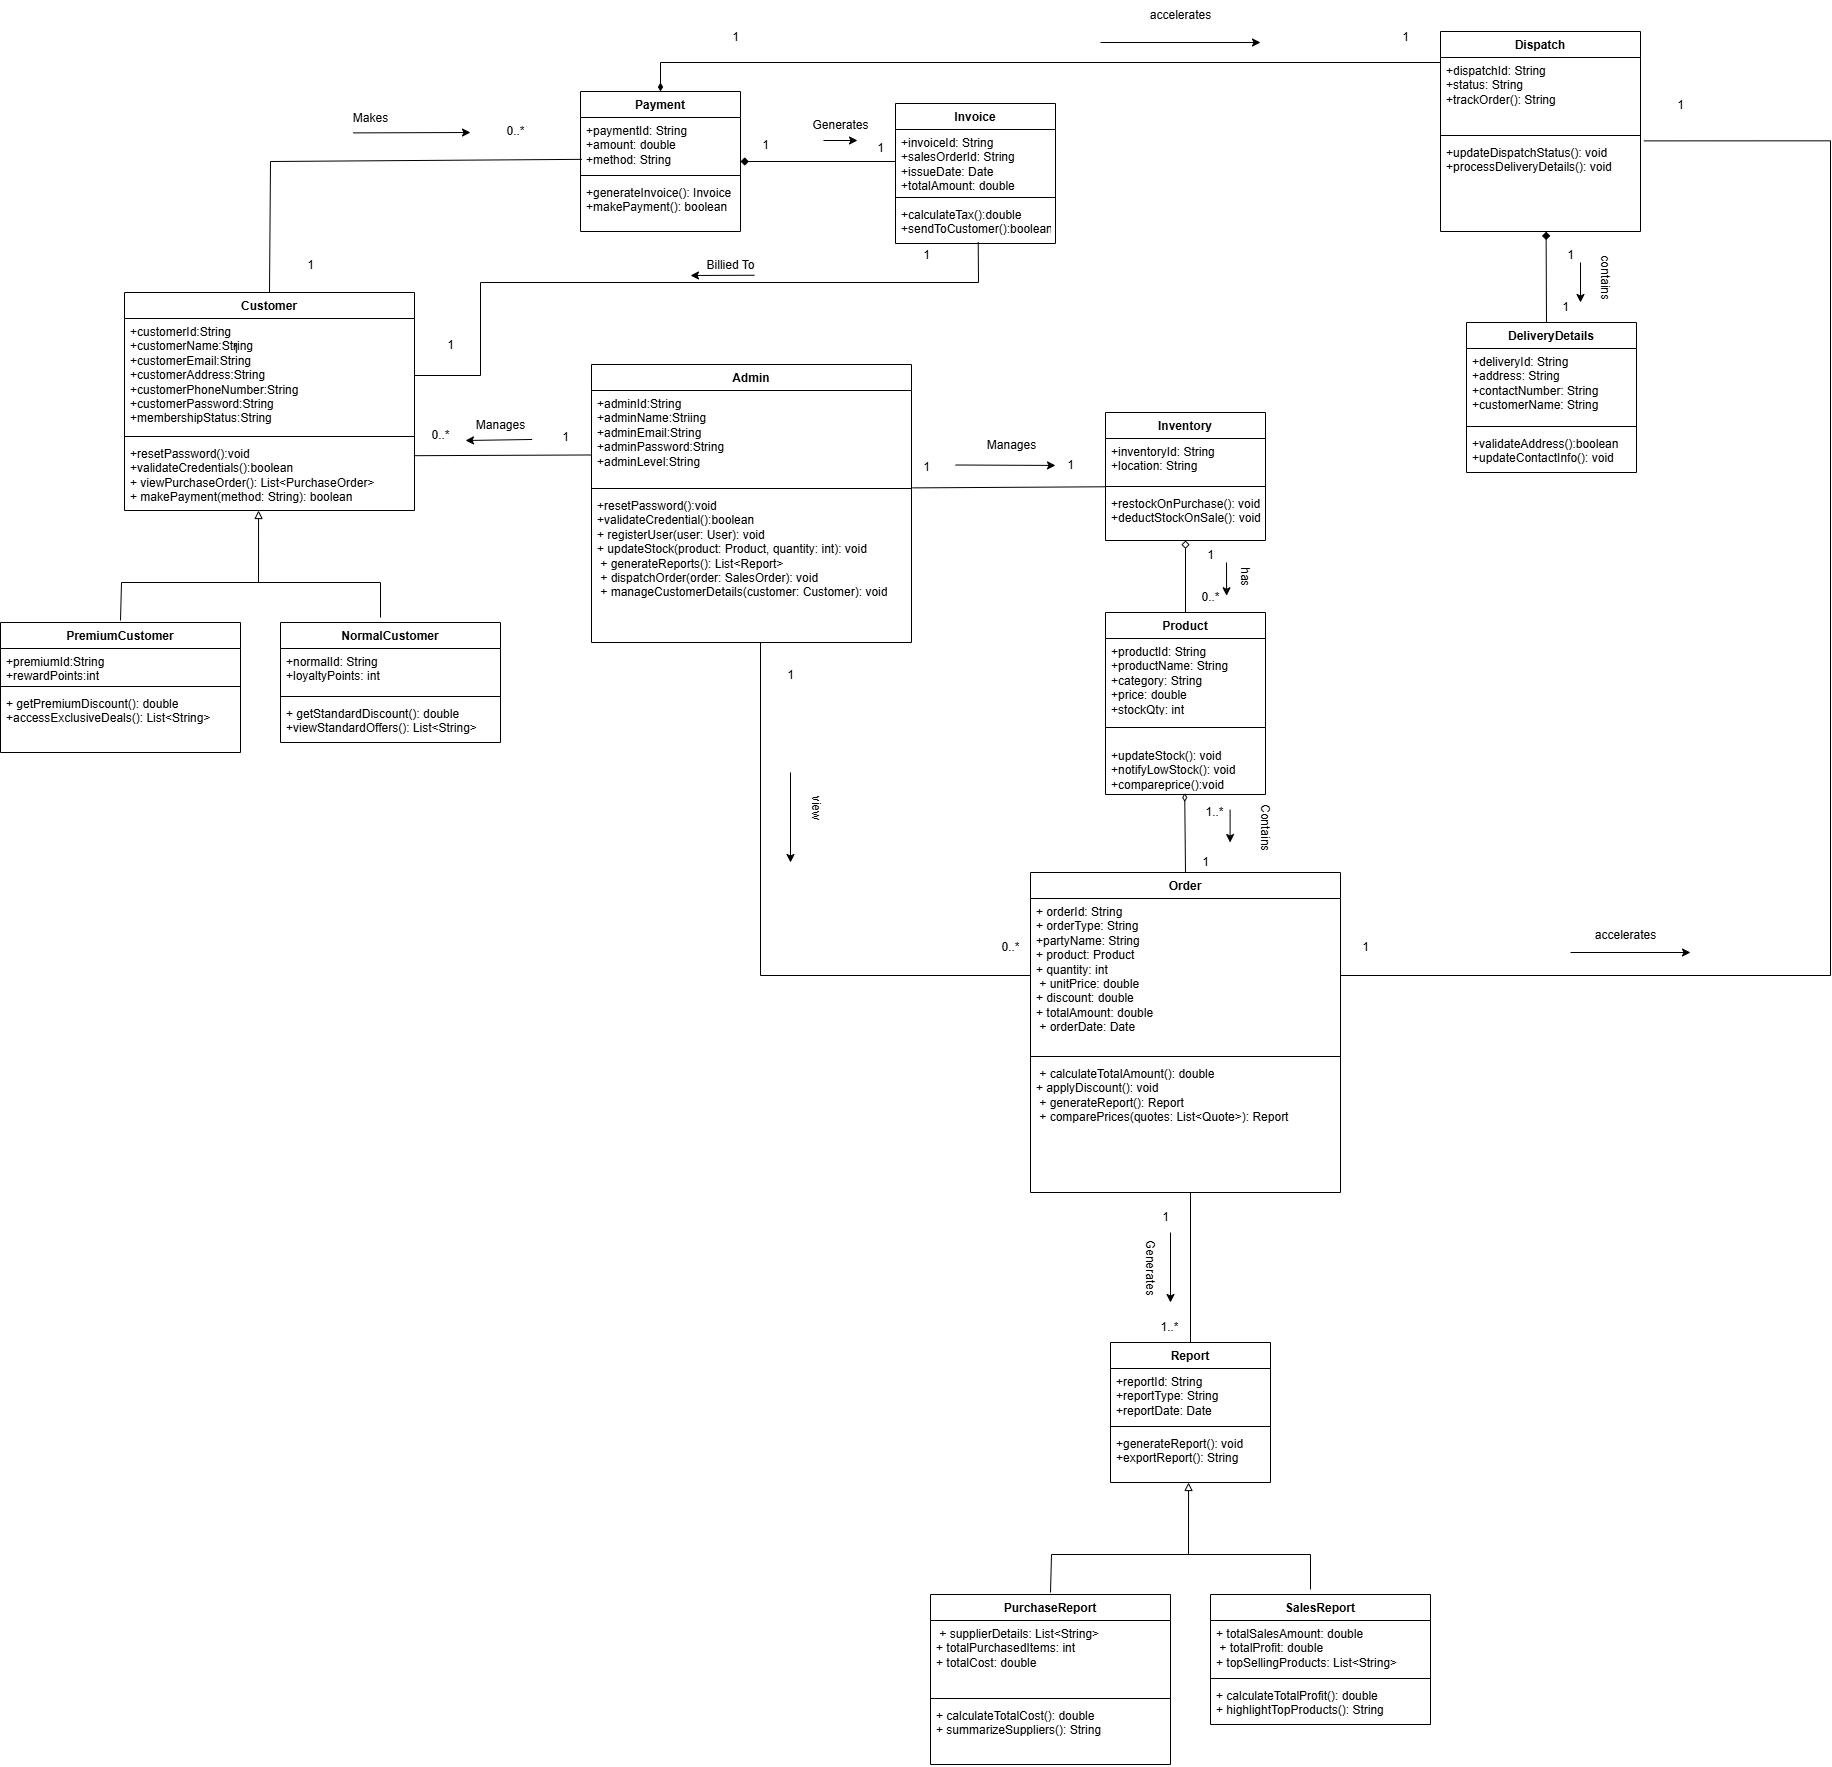 accelerates
1
1
Dispatch
+dispatchId: String
+status: String
+trackOrder(): String
+updateDispatchStatus(): void
+processDeliveryDetails(): void
1
Makes
0..*
Payment
+paymentId: String
+amount: double
+method: String
+generateInvoice(): Invoice
+makePayment(): boolean
1
Generates
1
Invoice
+invoiceId: String
+salesOrderId: String
+issueDate: Date
+totalAmount: double
+calculateTax():double
+sendToCustomer():boolean
1
Billied To
1
1
contains
1
1
Customer
+customerId:String
+customerName:String
+customerEmail:String
+customerAddress:String
+customerPhoneNumber:String
+customerPassword:String
+membershipStatus:String
+resetPassword():void
+validateCredentials():boolean
+ viewPurchaseOrder(): List<PurchaseOrder>
+ makePayment(method: String): boolean
0..*
Manages
1
Admin
+adminId:String
+adminName:Striing
+adminEmail:String
+adminPassword:String
+adminLevel:String
+resetPassword():void
+validateCredential():boolean
+ registerUser(user: User): void
+ updateStock(product: Product, quantity: int): void
+ generateReports(): List<Report>
+ dispatchOrder(order: SalesOrder): void
+ manageCustomerDetails(customer: Customer): void
1
Manages
1
Inventory
+inventoryId: String
+location: String
+restockOnPurchase(): void
+deductStockOnSale(): void
DeliveryDetails
+deliveryId: String
+address: String
+contactNumber: String
+customerName: String
+validateAddress():boolean
+updateContactInfo(): void
1
has
0..*
PremiumCustomer
+premiumId:String
+rewardPoints:int
+ getPremiumDiscount(): double
+accessExclusiveDeals(): List<String>
NormalCustomer
+normalId: String
+loyaltyPoints: int
+ getStandardDiscount(): double
+viewStandardOffers(): List<String>
Product
+productId: String
+productName: String
+category: String
+price: double
+stockQty: int
+updateStock(): void
+notifyLowStock(): void
+compareprice():void
1
view
1..*
Contains
1
Order
+ orderId: String
+ orderType: String
+partyName: String
+ product: Product
+ quantity: int
+ unitPrice: double
+ discount: double
+ totalAmount: double
+ orderDate: Date
+ calculateTotalAmount(): double
+ applyDiscount(): void
+ generateReport(): Report
+ comparePrices(quotes: List<Quote>): Report
0..*
1
accelerates
1
Generates
1..*
Report
+reportId: String
+reportType: String
+reportDate: Date
+generateReport(): void
+exportReport(): String
PurchaseReport
+ supplierDetails: List<String>
+ totalPurchasedItems: int
+ totalCost: double
+ calculateTotalCost(): double
+ summarizeSuppliers(): String
SalesReport
+ totalSalesAmount: double
+ totalProfit: double
+ topSellingProducts: List<String>
+ calculateTotalProfit(): double
+ highlightTopProducts(): String